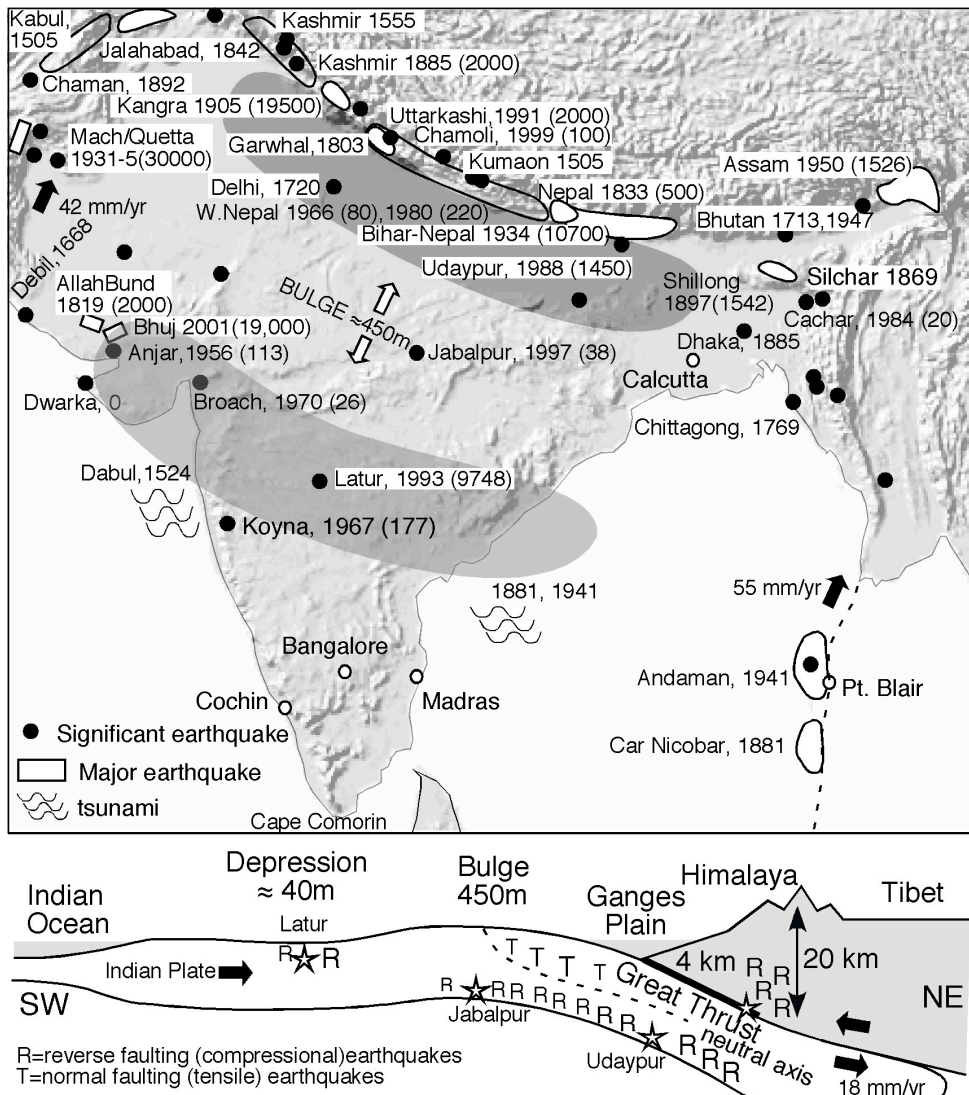 Kabul,
1505
Kashmir 1555
Jalahabad, 1842
Kashmir 1885 (2000)
Chaman, 1892
Kangra 1905 (19500)
Uttarkashi, 1991 (2000)
Chamoli, 1999 (100)
Mach/Quetta
1931-5(30000)
Garwhal,1803
Kumaon 1505
Assam 1950 (1526)
Delhi, 1720
Nepal 1833 (500)
42 mm/yr
W.Nepal 1966 (80), 1980 (220)
Bhutan 1713,1947
Bihar-Nepal 1934 (10700)
Debil,1668
Udaypur, 1988 (1450)
AllahBund
1819 (2000)
BULGE ≈450m
Shillong
1897(1542)
Silchar 1869
Bhuj 2001(19,000)
Cachar, 1984 (20)
Anjar,1956 (113)
Jabalpur, 1997 (38)
Dhaka, 1885
Calcutta
Dwarka, 0
Broach, 1970 (26)
Chittagong, 1769
Dabul,1524
Latur, 1993 (9748)
Koyna, 1967 (177)
1881, 1941
55 mm/yr
Bangalore
Andaman, 1941
Pt. Blair
Cochin
Madras
Significant earthquake
Car Nicobar, 1881
Major earthquake
tsunami
Cape Comorin
Depression
≈ 40m
Bulge
450m
Himalaya
Indian
Ocean
Latur
Ganges
Plain
Tibet
R R
T T T T
4 km
20 km
R R R R
Indian Plate
Great Thrust
SW
R R R R R R R R
NE
Jabalpur
neutral axis
Udaypur
R R R
R=reverse faulting (compressional)earthquakes
T=normal faulting (tensile) earthquakes
18 mm/yr